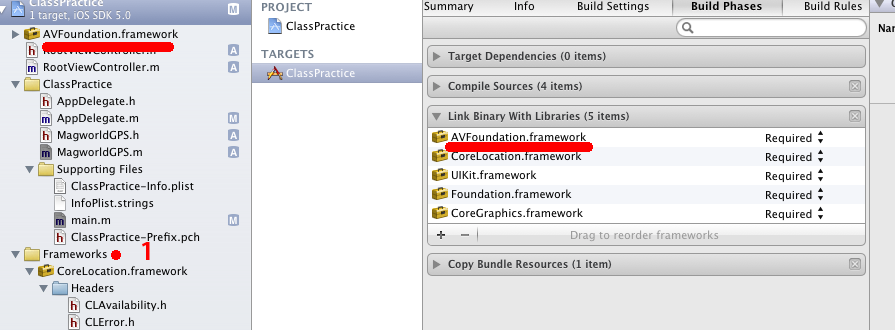 ClassPractice
1 target, iOS SDK 5.0
M
AVFoundation.framework
RootViewController.h
A
RootViewController.m
A
ClassPractice
AppDelegate.h
AppDelegate.m
M
MagworldGPS.h
A
MagworldGPS.m
A
Supporting Files
ClassPractice-Info.plist
InfoPlist.strings
main.m
M
ClassPractice-Prefix.pch
Frameworks
1
CoreLocation.framework
Headers
CLAvailability.h
CLError.h
PROJECT
ClassPractice
TARGETS
ClassPractice
Summary
Info
Build Settings
Build Phases
Build Rules
Target Dependencies (0 items)
Compile Sources (4 items)
Link Binary With Libraries (5 items)
AVFoundation.framework
Required
CoreLocation.framework
Required
UIKit.framework
Required
Foundation.framework
Required
CoreGraphics.framework
Required
Drag to reorder frameworks
Copy Bundle Resources (1 item)